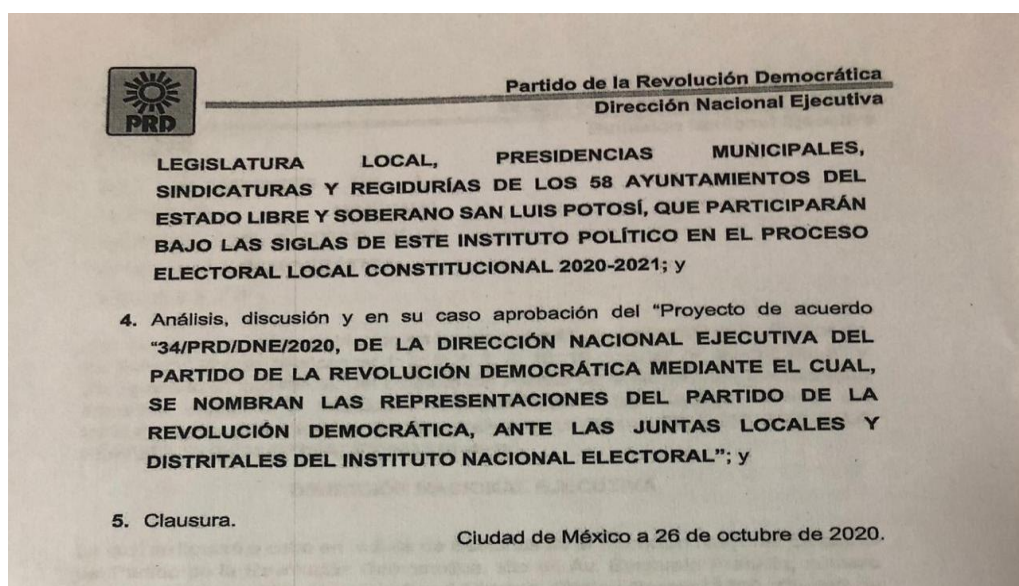 PRD
Partido de la Revolución Democrática
Dirección Nacional Ejecutiva
LEGISLATURA LOCAL, PRESIDENCIAS MUNICIPALES,
SINDICATURAS Y REGIDURÍAS DE LOS 58 AYUNTAMIENTOS DEL
ESTADO LIBRE Y SOBERANO SAN LUIS POTOSÍ, QUE PARTICIPARÁN
BAJO LAS SIGLAS DE ESTE INSTITUTO POLÍTICO EN EL PROCESO
ELECTORAL LOCAL CONSTITUCIONAL 2020-2021; y
4. Análisis, discusión y en su caso aprobación del “Proyecto de acuerdo
“34/PRD/DNE/2020, DE LA DIRECCIÓN NACIONAL EJECUTIVA DEL
PARTIDO DE LA REVOLUCIÓN DEMOCRÁTICA MEDIANTE EL CUAL,
SE NOMBRAN LAS REPRESENTACIONES DEL PARTIDO DE LA
REVOLUCIÓN DEMOCRÁTICA, ANTE LAS JUNTAS LOCALES Y
DISTRITALES DEL INSTITUTO NACIONAL ELECTORAL”; y
5. Clausura.
Ciudad de México a 26 de octubre de 2020.